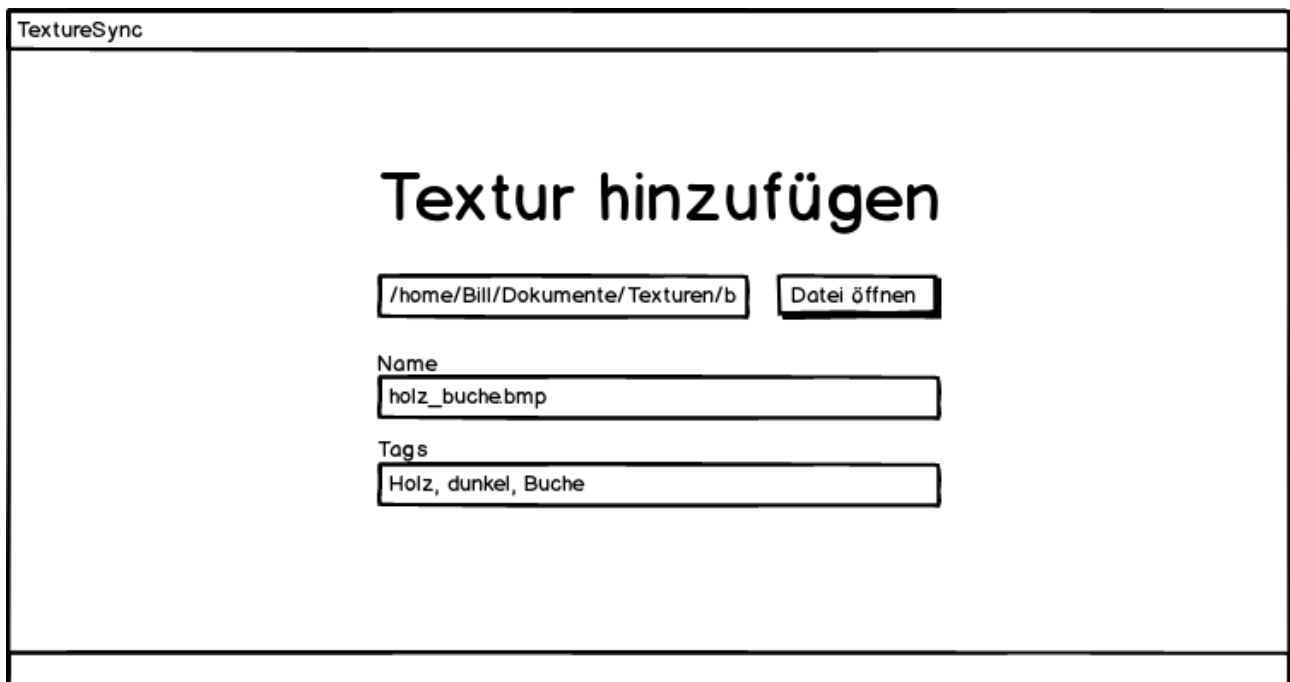 TextureSync
Textur hinzufügen
/home/Bill/Dokumente/Texturen/b
Datei öffnen
Name
holz_buche.bmp
Tags
Holz, dunkel, Buche